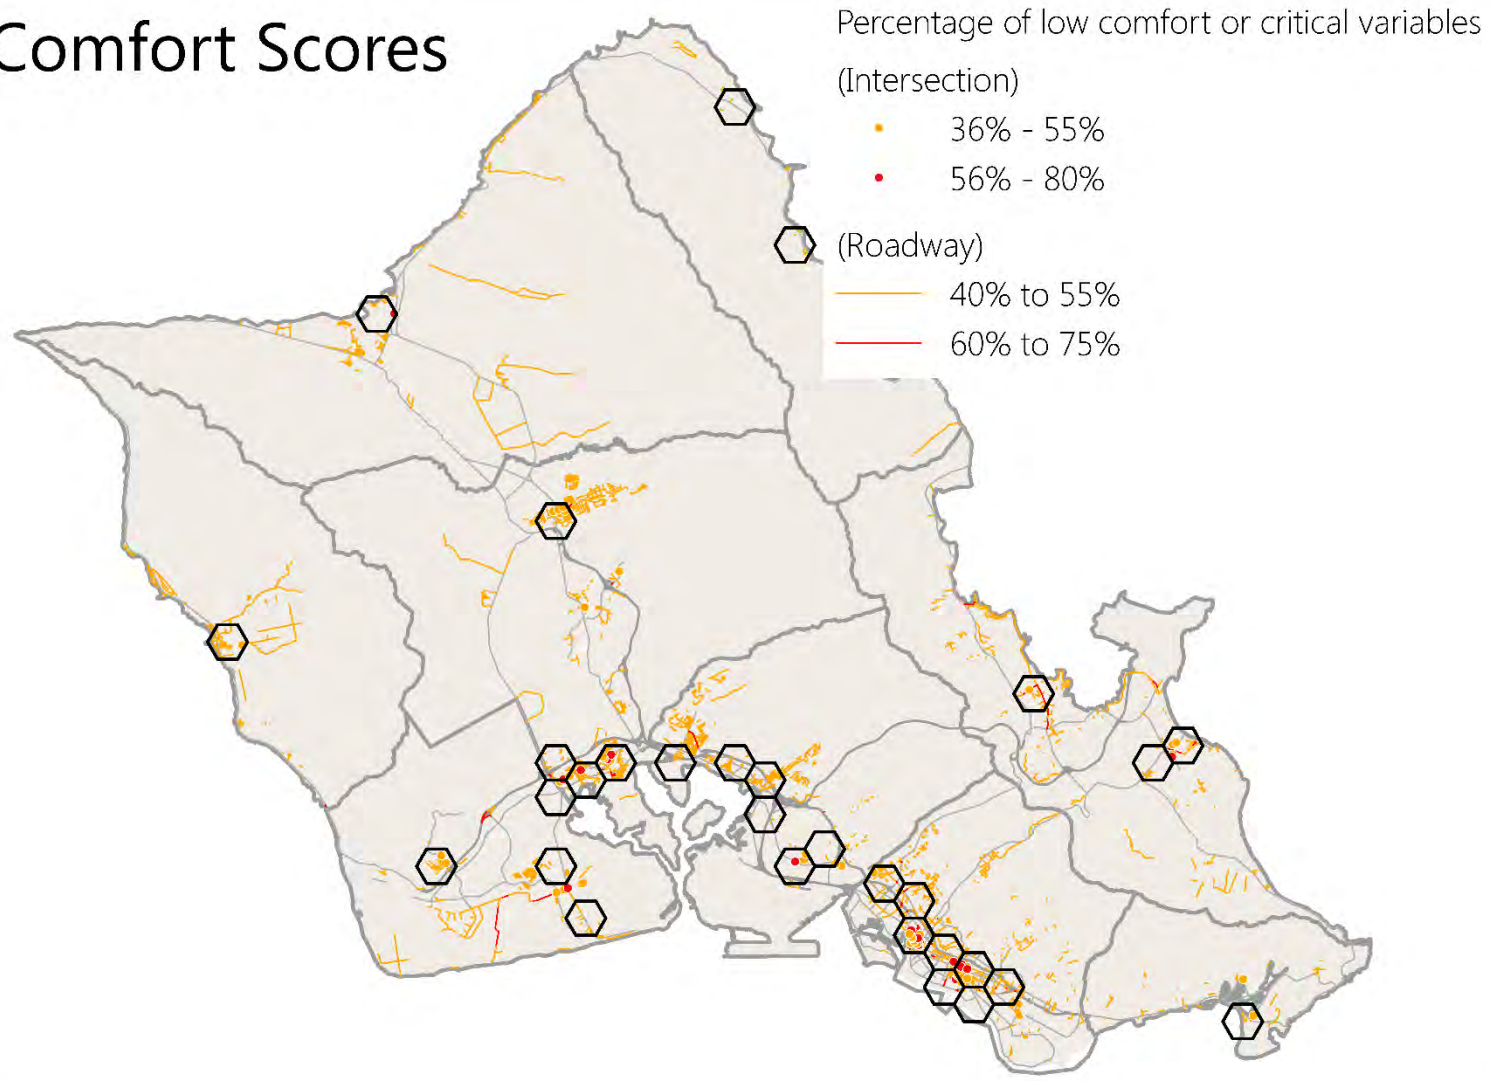 Comfort Scores
Percentage of low comfort or critical variables
(Intersection)
36% - 55%
56% - 80%
(Roadway)
40% to 55%
60% to 75%